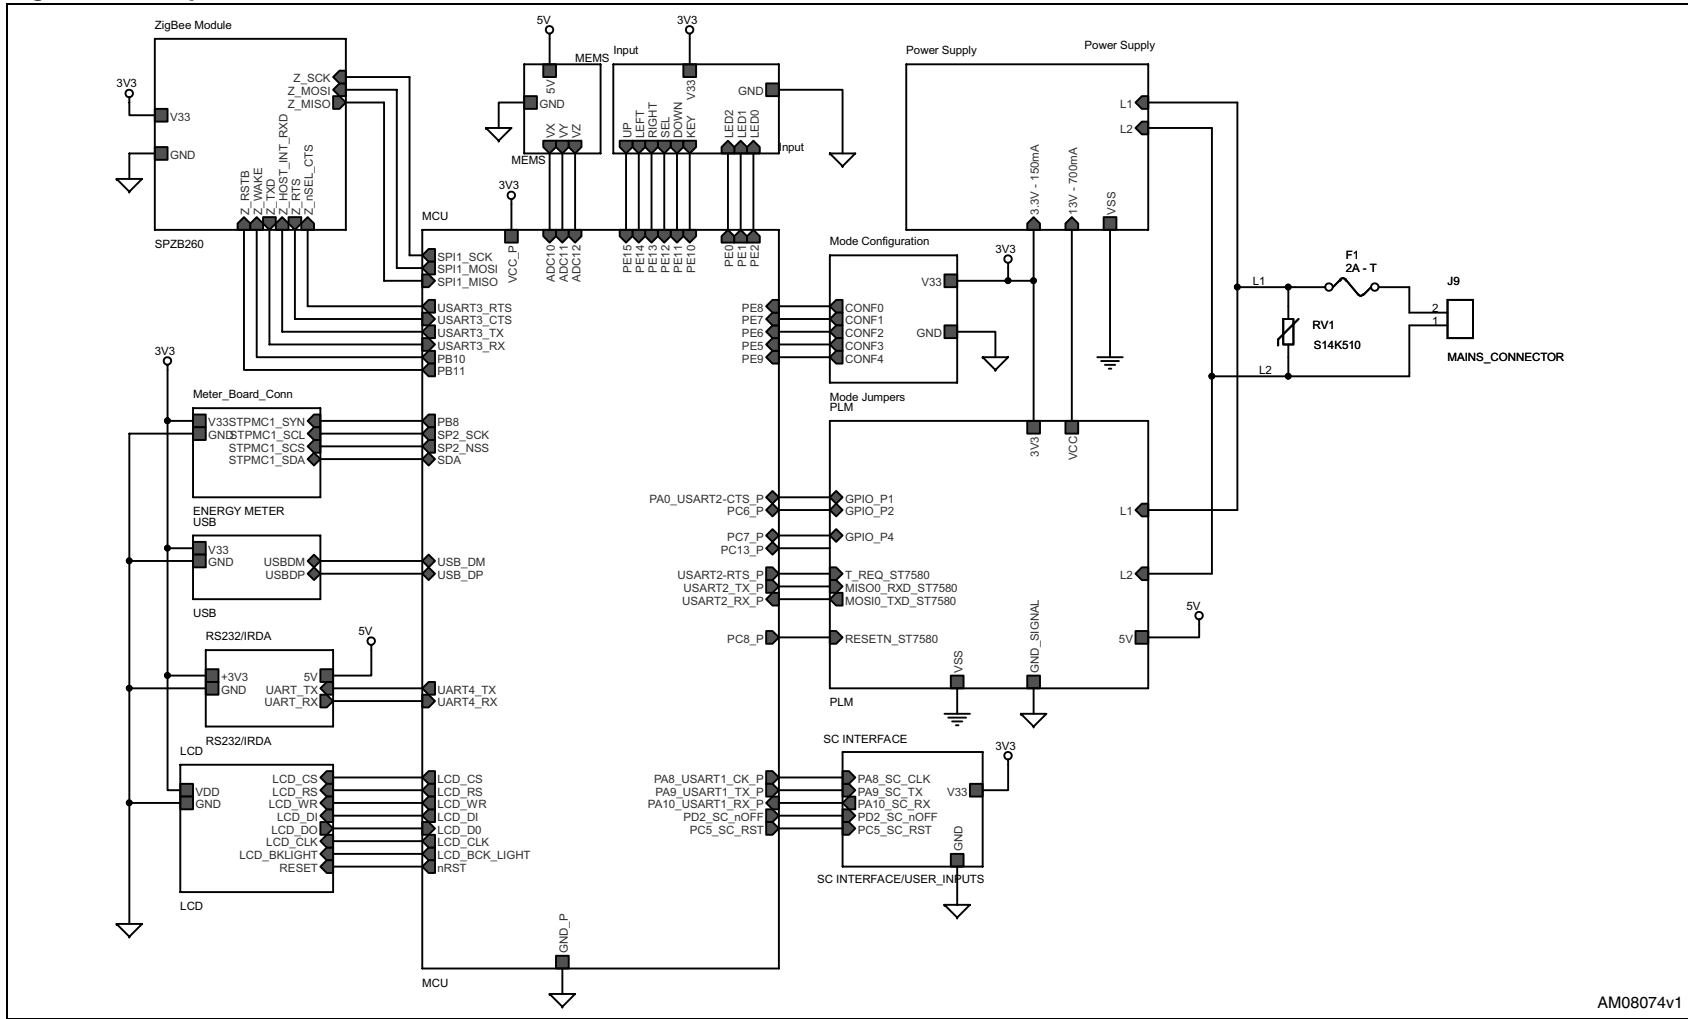 ZigBee Module
3V3
V33
GND
Z_SCK
Z_MOSI
Z_MISO
Z_RSTB
Z_WAKE
Z_TXD
Z_HOST_INT_RXD
Z_RTS
Z_nSEL_CTS
SPZB260
5V
MEMS
5V
GND
VX
VY
VZ
MEMS
3V3
Input
V33
GND
UP
LEFT
RIGHT
SEL
DOWN
KEY
LED2
LED1
LED0
Input
Power Supply
Power Supply
L1
L2
3.3V - 150mA
13V - 700mA
VSS
MCU
3V3
VCC_P
ADC10
ADC11
ADC12
PE15
PE14
PE13
PE12
PE11
PE10
PE0
PE1
PE2
SPI1_SCK
SPI1_MOSI
SPI1_MISO
USART3_RTS
USART3_CTS
USART3_TX
USART3_RX
PB10
PB11
PB8
SP2_SCK
SP2_NSS
SDA
USB_DM
USB_DP
UART4_TX
UART4_RX
LCD_CS
LCD_RS
LCD_WR
LCD_DI
LCD_D0
LCD_CLK
LCD_BCK_LIGHT
nRST
PE8
PE7
PE6
PE5
PE9
PA0_USART2-CTS_P
PC6_P
PC7_P
PC13_P
USART2-RTS_P
USART2_TX_P
USART2_RX_P
PC8_P
PA8_USART1_CK_P
PA9_USART1_TX_P
PA10_USART1_RX_P
PD2_SC_nOFF
PC5_SC_RST
GND_P
MCU
Mode Configuration
3V3
V33
GND
CONF0
CONF1
CONF2
CONF3
CONF4
Mode Jumpers
PLM
3V3
VCC
GPIO_P1
GPIO_P2
GPIO_P4
T_REQ_ST7580
MISO0_RXD_ST7580
MOSI0_TXD_ST7580
RESETN_ST7580
L1
L2
5V
5V
VSS
GND_SIGNAL
PLM
L1
L2
F1
2A - T
RV1
S14K510
J9
2
1
MAINS_CONNECTOR
3V3
Meter_Board_Conn
V33
GND
STPMC1_SYN
STPMC1_SCL
STPMC1_SCS
STPMC1_SDA
ENERGY METER
USB
V33
GND
USBDM
USBDP
USB
RS232/IRDA
5V
+3V3
GND
5V
UART_TX
UART_RX
RS232/IRDA
LCD
VDD
GND
LCD_CS
LCD_RS
LCD_WR
LCD_DI
LCD_DO
LCD_CLK
LCD_BKLIGHT
RESET
LCD
SC INTERFACE
3V3
PA8_SC_CLK
PA9_SC_TX
PA10_SC_RX
PD2_SC_nOFF
PC5_SC_RST
V33
GND
SC INTERFACE/USER_INPUTS
AM08074v1